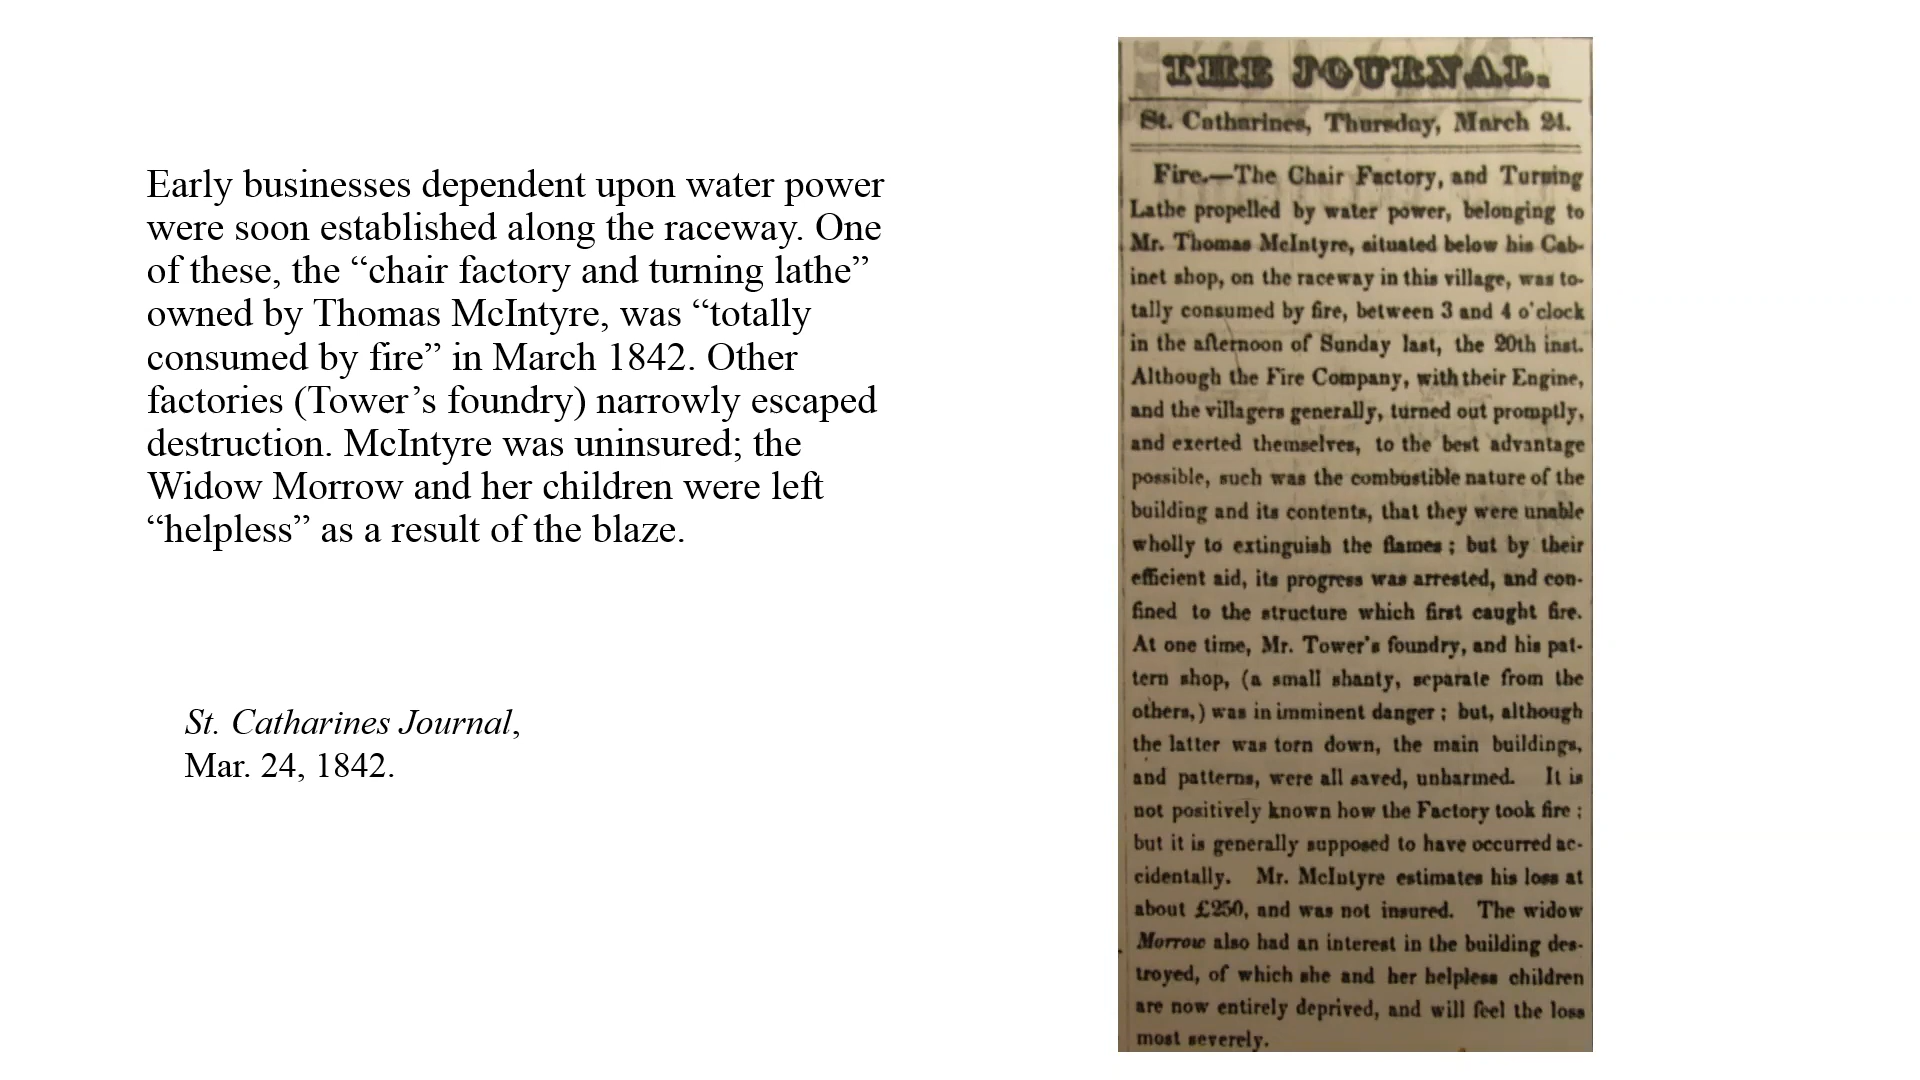 Early businesses dependent upon water power
were soon established along the raceway. One
of these, the “chair factory and turning lathe”
owned by Thomas McIntyre, was “totally
consumed by fire” in March 1842. Other
factories (Tower’s foundry) narrowly escaped
destruction. McIntyre was uninsured; the
Widow Morrow and her children were left
“helpless” as a result of the blaze.
St. Catharines Journal,
Mar. 24, 1842.
THE JOURNAL.
St. Catharines, Thursday, March 24.
Fire.—The Chair Factory, and Turning
Lathe propelled by water power, belonging to
Mr. Thomas McIntyre, situated below his Cab-
inet shop, on the raceway in this village, was to-
tally consumed by fire, between 3 and 4 o'clock
in the afternoon of Sunday last, the 20th inst.
Although the Fire Company, with their Engine,
and the villagers generally, turned out promptly,
and exerted themselves, to the best advantage
possible, such was the combustible nature of the
building and its contents, that they were unable
wholly to extinguish the flames; but by their
efficient aid, its progress was arrested, and con-
fined to the structure which first caught fire.
At one time, Mr. Tower's foundry, and his pat-
tern shop, (a small shanty, separate from the
others,) was in imminent danger; but, although
the latter was torn down, the main buildings,
and patterns, were all saved, unharmed. It is
not positively known how the Factory took fire;
but it is generally supposed to have occurred ac-
cidentally. Mr. McIntyre estimates his loss at
about £250, and was not insured. The widow
Morrow also had an interest in the building des-
troyed, of which she and her helpless children
are now entirely deprived, and will feel the loss
most severely.